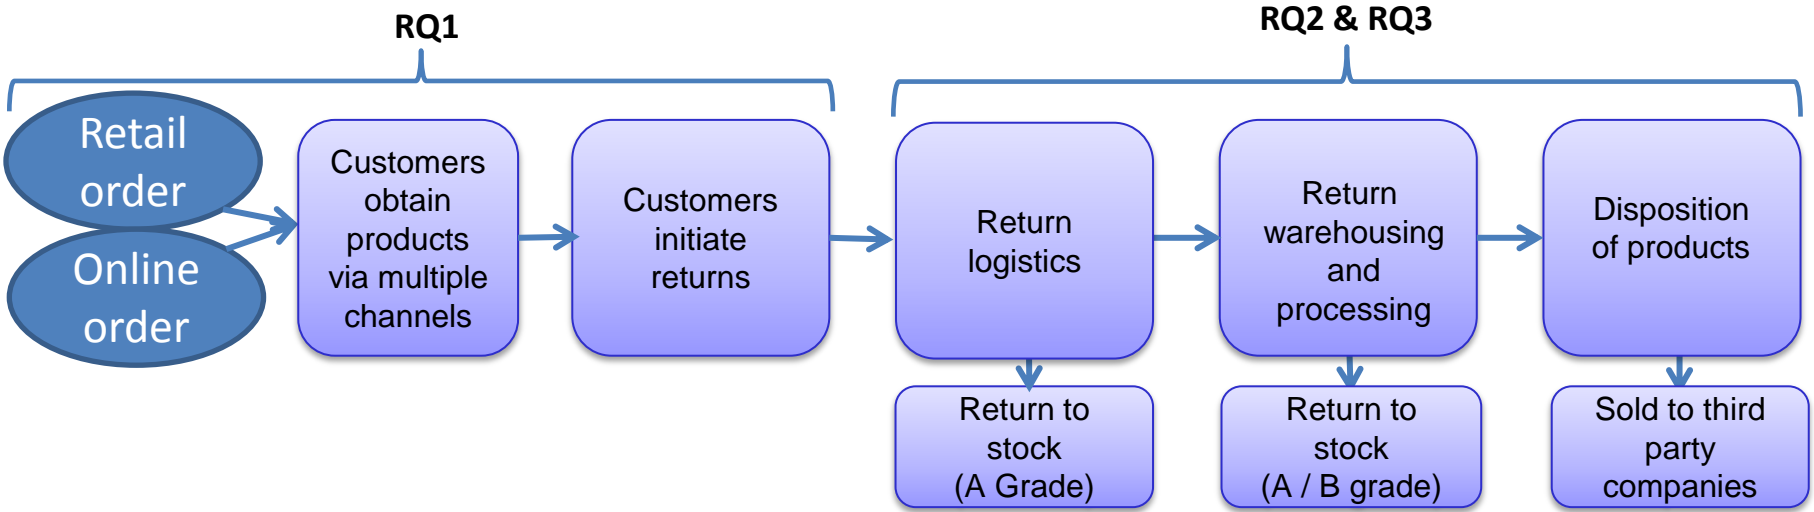 RQ1
RQ2 & RQ3
Retail
order
Online
order
Customers
obtain
products
via multiple
channels
Customers
initiate
returns
Return
logistics
Return
warehousing
and
processing
Disposition
of products
Return to
stock
(A Grade)
Return to
stock
(A / B grade)
Sold to third
party
companies